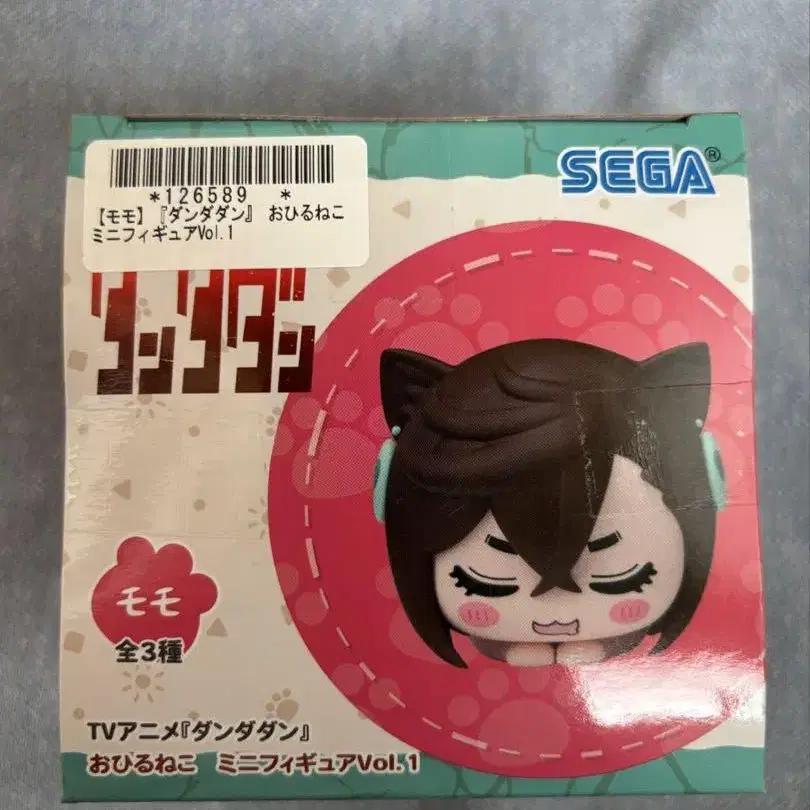 SEGA®
*126589 *
【モモ】『ダンダダン』 おひるねこ
ミニフィギュアVol.1
ダンダダン
モモ
全3種
TVアニメ『ダンダダン』
おひるねこ ミニフィギュアVol.1